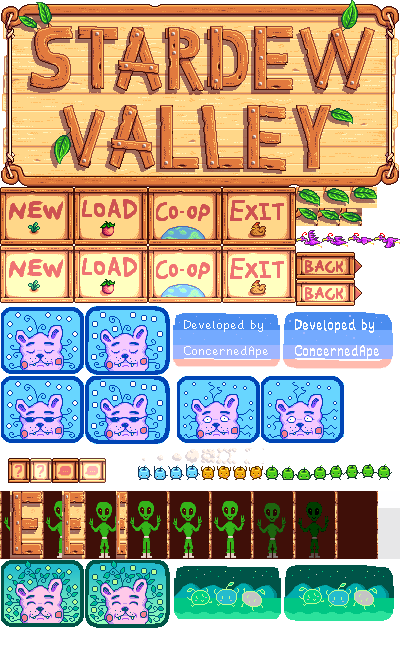 STARDEW
VALLEY
NEW LOAD CO-OP EXIT
NEW LOAD CO-OP EXIT
BACK
BACK
Developed by
ConcernedApe
Developed by
ConcernedApe
? ?
E E E